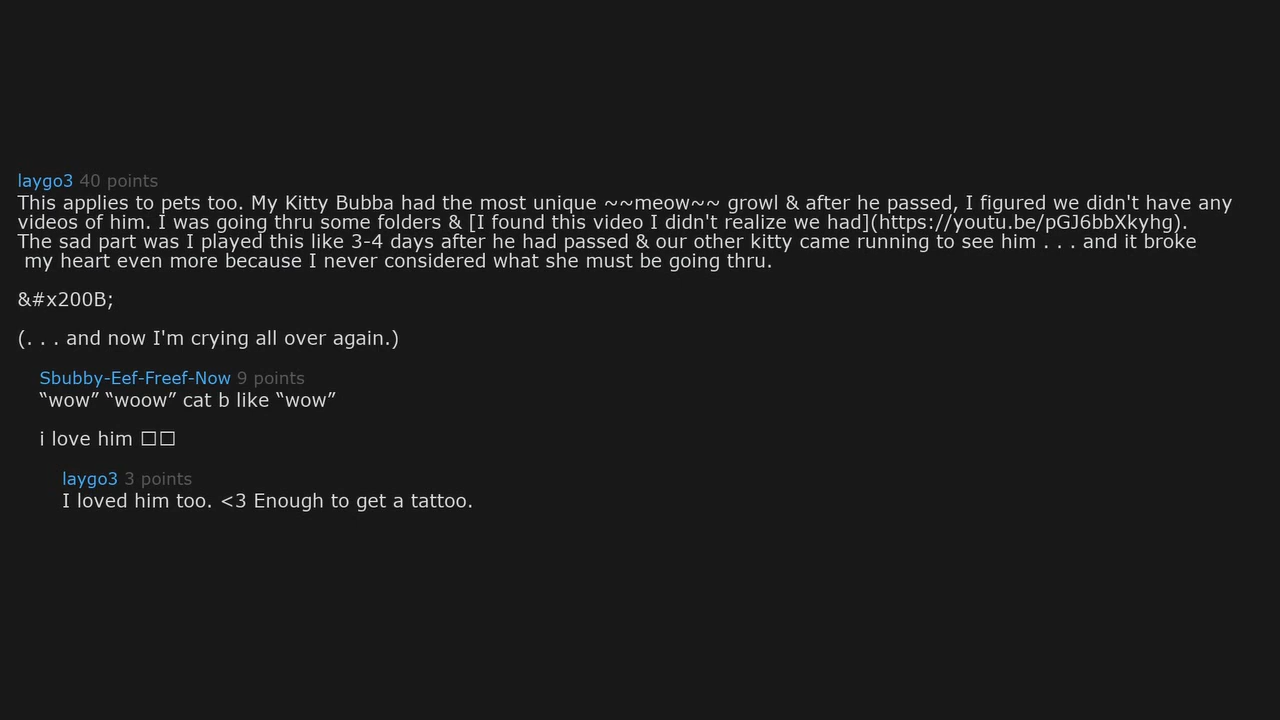 laygo3 40 points
This applies to pets too. My Kitty Bubba had the most unique ~~meow~~ growl & after he passed, I figured we didn't have any
videos of him. I was going thru some folders & [I found this video I didn't realize we had](https://youtu.be/pGJ6bbXkyhg).
The sad part was I played this like 3-4 days after he had passed & our other kitty came running to see him . . . and it broke
my heart even more because I never considered what she must be going thru.
&#x200B;
(. . . and now I'm crying all over again.)
Sbubby-Eef-Freef-Now 9 points
“wow” “woow” cat b like “wow”
i love him □□
laygo3 3 points
I loved him too. <3 Enough to get a tattoo.